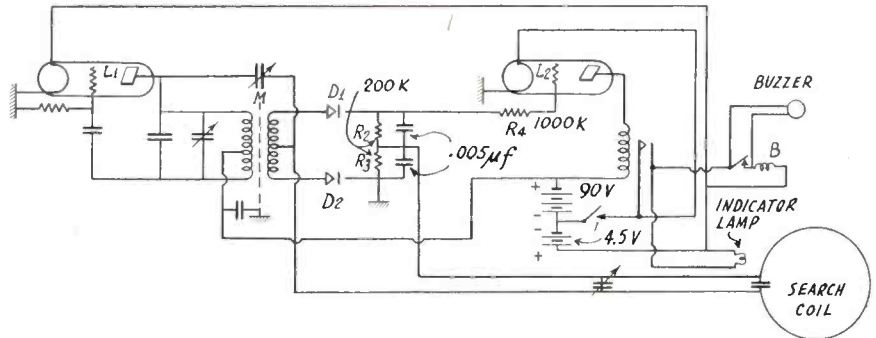 L1
M
D1
200K
R2
R3
D2
.005μf
L2
R4
1000K
+
90V
-
-
4.5V
+
BUZZER
B
INDICATOR
LAMP
SEARCH
COIL